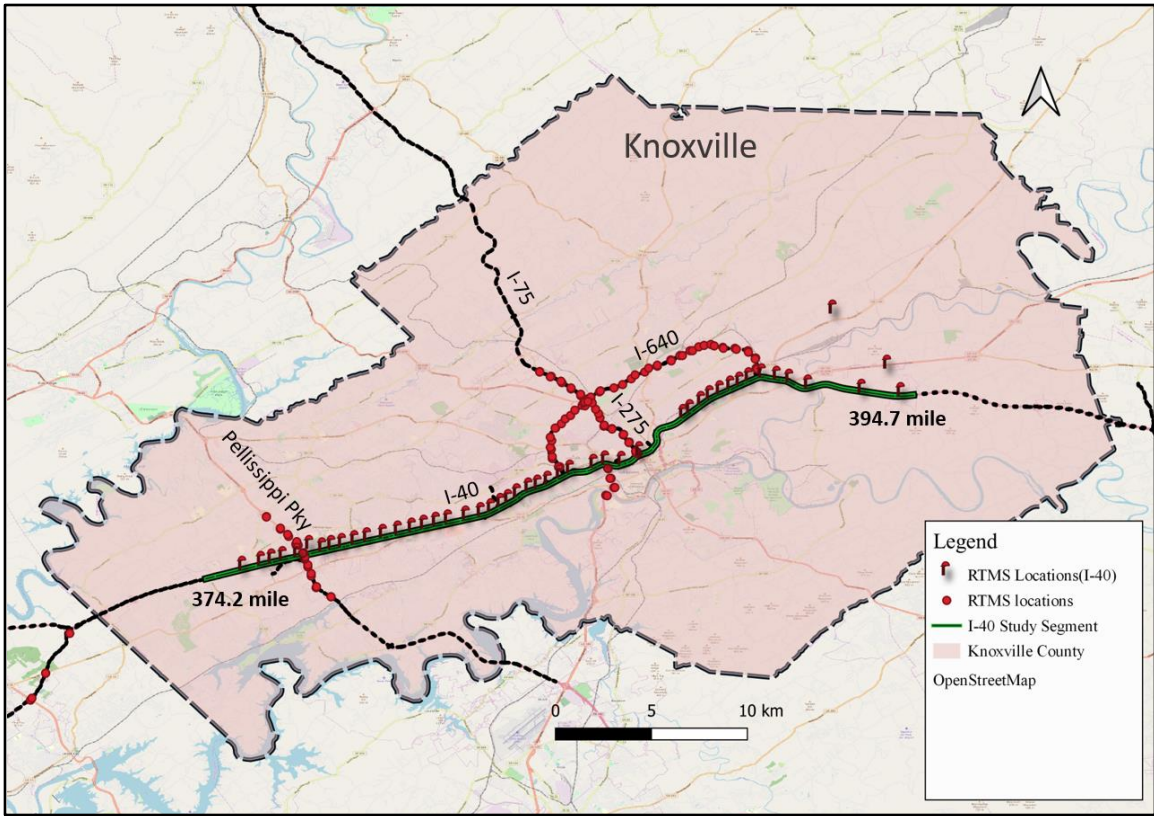 Knoxville
I-75
I-640
I-275
394.7 mile
Pellissippi Pky
I-40
374.2 mile
Legend
RTMS Locations(I-40)
RTMS locations
I-40 Study Segment
Knoxville County
OpenStreetMap
0 5 10 km